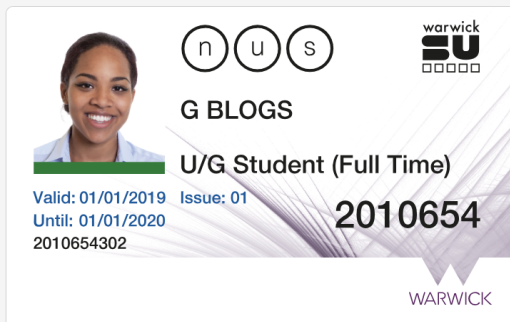 nus
warwick
SU
G BLOGS
U/G Student (Full Time)
Valid: 01/01/2019 Issue: 01
Until: 01/01/2020
2010654
2010654302
WARWICK